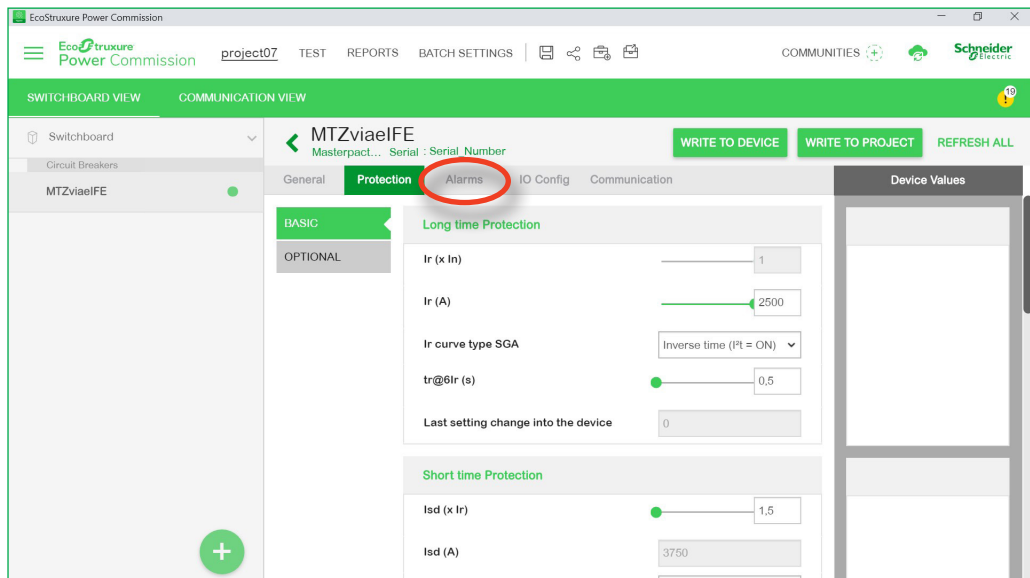 EcoStruxure Power Commission
EcoStruxure
Power Commission
project07 TEST REPORTS BATCH SETTINGS COMMUNITIES
Schneider
Electric
SWITCHBOARD VIEW COMMUNICATION VIEW 19
Switchboard
Circuit Breakers
MTZviaeIFE
MTZviaeIFE
Masterpact... Serial : Serial_Number
WRITE TO DEVICE WRITE TO PROJECT REFRESH ALL
General Protection Alarms IO Config Communication Device Values
BASIC
OPTIONAL
Long time Protection
Ir (x In) 1
Ir (A) 2500
Ir curve type SGA Inverse time (I²t = ON)
tr@6Ir (s) 0,5
Last setting change into the device 0
Short time Protection
Isd (x Ir) 1,5
Isd (A) 3750